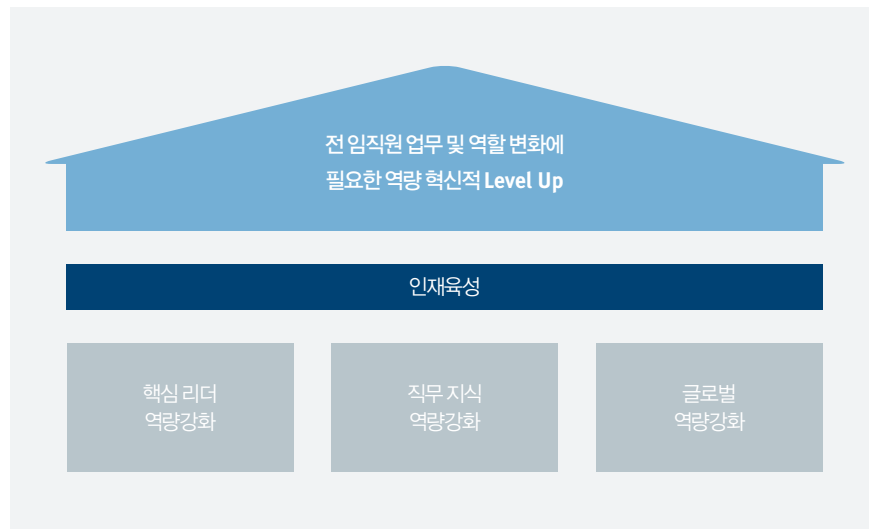 전 임직원 업무 및 역할 변화에
필요한 역량 혁신적 Level Up
인재육성
핵심 리더
역량강화
직무 지식
역량강화
글로벌
역량강화